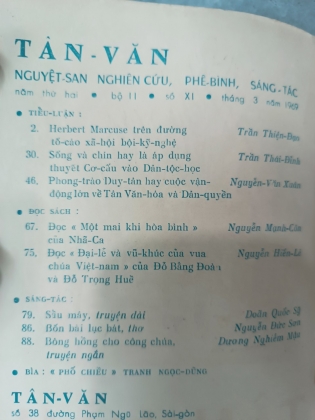 TÂN-VĂN
NGUYỆT-SAN NGHIÊN CỨU, PHÊ-BÌNH, SÁNG-TÁC
năm thứ hai • bộ II • số XI • tháng 3 năm 1969
• TIỂU-LUẬN :
2. Herbert Marcuse trên đường Trần Thiện-Đạo
tố-cáo xã-hội bội-kỹ-nghệ
30. Sống và chín hay là áp dụng Trần Thái-Đỉnh
thuyết Cơ-cấu vào Dân-tộc-học
46. Phong-trào Duy-tân hay cuộc vận- Nguyễn-Văn Xuân
động lớn về Tân Văn-hóa và Dân-quyền
• ĐỌC SÁCH :
67. Đọc « Một mai khi hòa bình » Nguyễn Mạnh-Côn
của Nhã-Ca
75. Đọc « Đại-lễ và vũ-khúc của vua Nguyễn Hiến-Lê
chúa Việt-nam » của Đỗ Bằng Đoàn
và Đỗ Trọng Huề
• SÁNG-TÁC :
79. Sầu mây, truyện dài Doãn Quốc Sỹ
86. Bốn bài lục bát, thơ Nguyễn Đức Sơn
88. Bông hồng cho công chúa, Dương Nghiễm Mậu
truyện ngắn
• BÌA : « PHỐ CHIỀU » TRANH NGỌC-DŨNG
TÂN-VĂN
số 38 đường Phạm Ngũ Lão, Sài-gòn